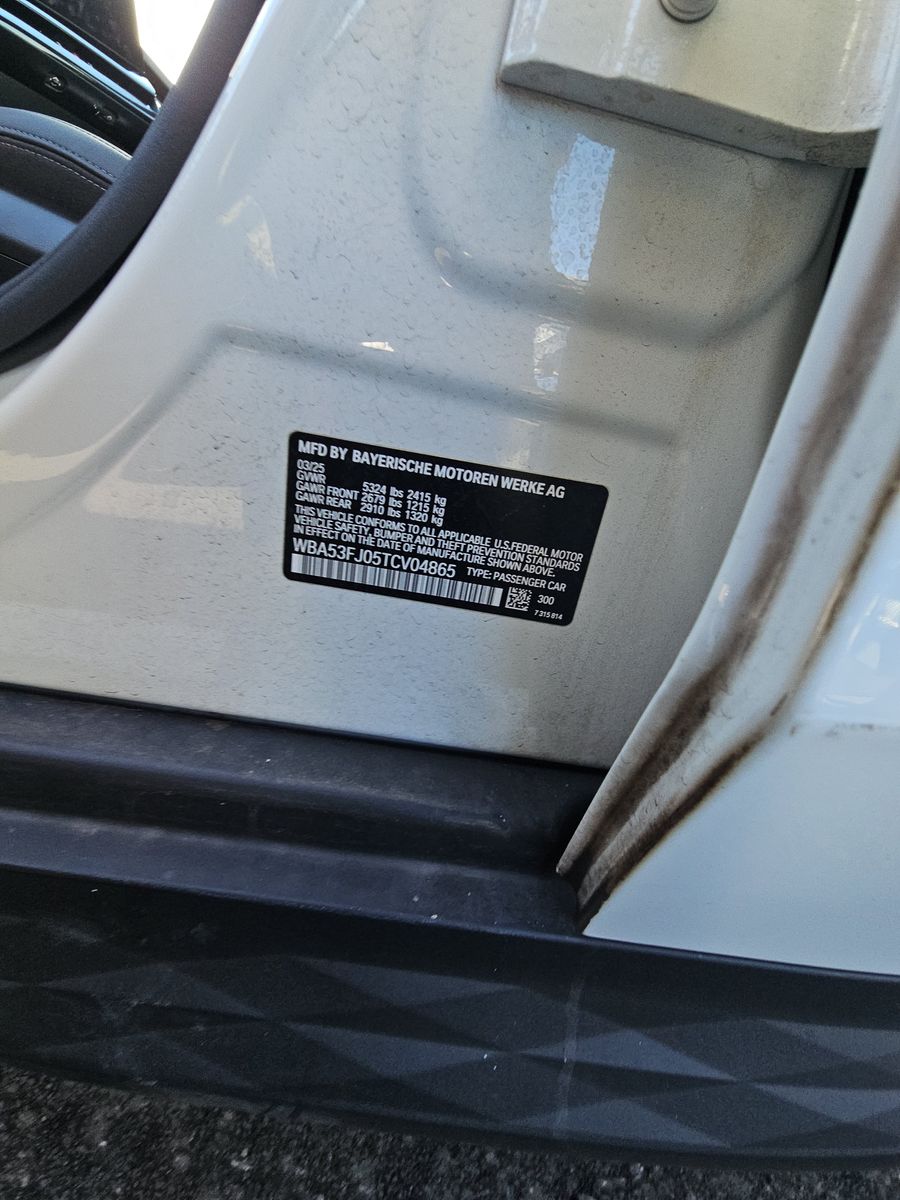 MFD BY BAYERISCHE MOTOREN WERKE AG
03/25
GVWR 5324 lbs 2415 kg
GAWR FRONT 2679 lbs 1215 kg
GAWR REAR 2910 lbs 1320 kg
THIS VEHICLE CONFORMS TO ALL APPLICABLE U.S.FEDERAL MOTOR
VEHICLE SAFETY, BUMPER AND THEFT PREVENTION STANDARDS
IN EFFECT ON THE DATE OF MANUFACTURE SHOWN ABOVE.
WBA53FJ05TCV04865 TYPE: PASSENGER CAR
300
7 315 814